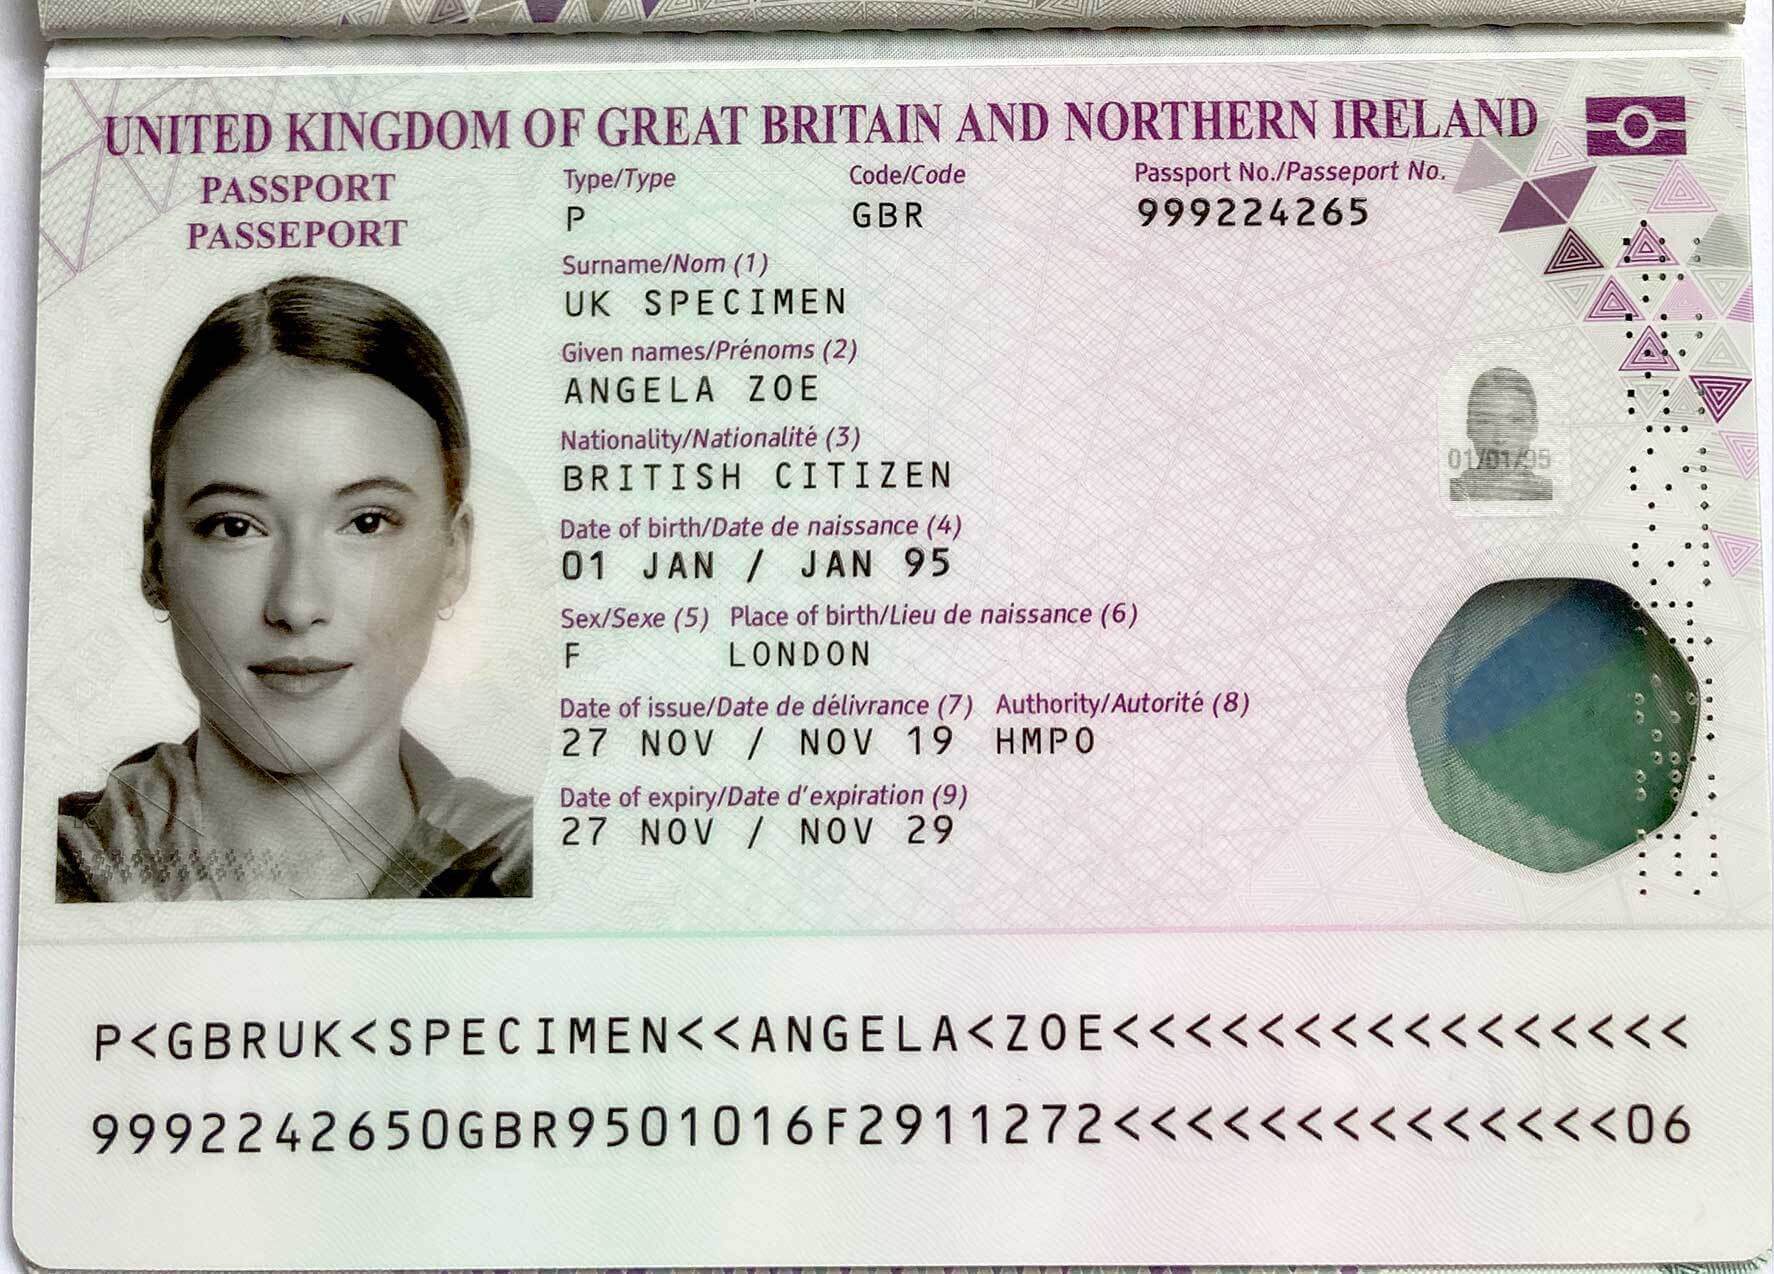 UNITED KINGDOM OF GREAT BRITAIN AND NORTHERN IRELAND
PASSPORT
PASSEPORT
Type/Type Code/Code Passport No./Passeport No.
P GBR 999224265
Surname/Nom (1)
UK SPECIMEN
Given names/Prénoms (2)
ANGELA ZOE
Nationality/Nationalité (3)
BRITISH CITIZEN
Date of birth/Date de naissance (4)
01 JAN / JAN 95
Sex/Sexe (5) Place of birth/Lieu de naissance (6)
F LONDON
Date of issue/Date de délivrance (7) Authority/Autorité (8)
27 NOV / NOV 19 HMPO
Date of expiry/Date d'expiration (9)
27 NOV / NOV 29
01/01/95
P<GBRUK<SPECIMEN<<ANGELA<ZOE<<<<<<<<<<<<<<<<
9992242650GBR9501016F2911272<<<<<<<<<<<<<<06